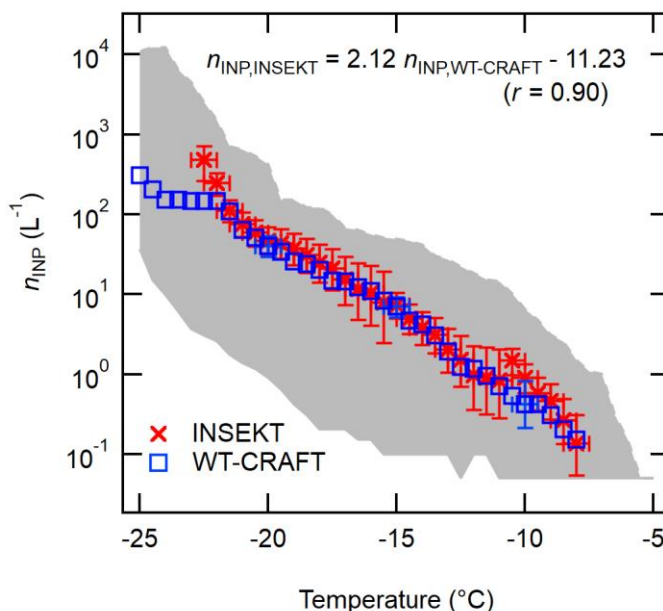 n_INP,INSEKT = 2.12 n_INP,WT-CRAFT - 11.23
(r = 0.90)
n_INP (L^-1)
10^4
10^3
10^2
10^1
10^0
10^-1
INSEKT
WT-CRAFT
-25 -20 -15 -10 -5
Temperature (°C)